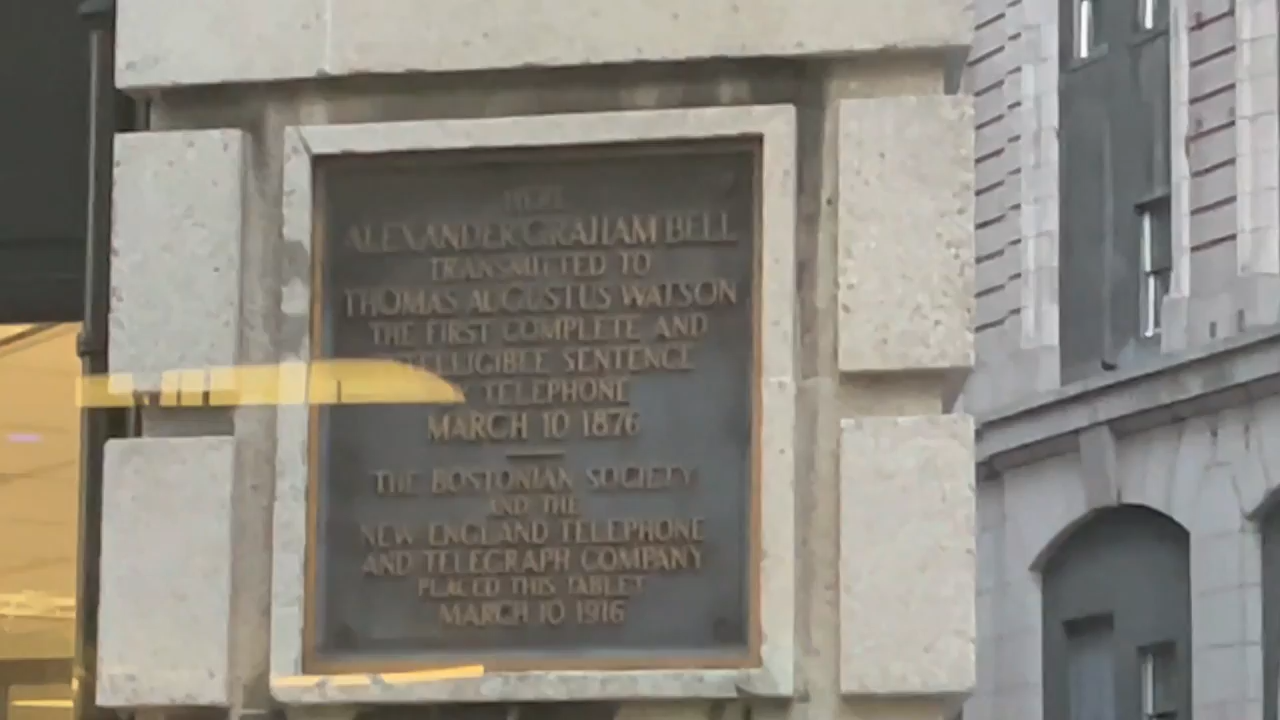 HERE
ALEXANDER GRAHAM BELL
TRANSMITTED TO
THOMAS AUGUSTUS WATSON
THE FIRST COMPLETE AND
INTELLIGIBLE SENTENCE
TELEPHONE
MARCH 10 1876
THE BOSTONIAN SOCIETY
AND THE
NEW ENGLAND TELEPHONE
AND TELEGRAPH COMPANY
PLACED THIS TABLET
MARCH 10 1916